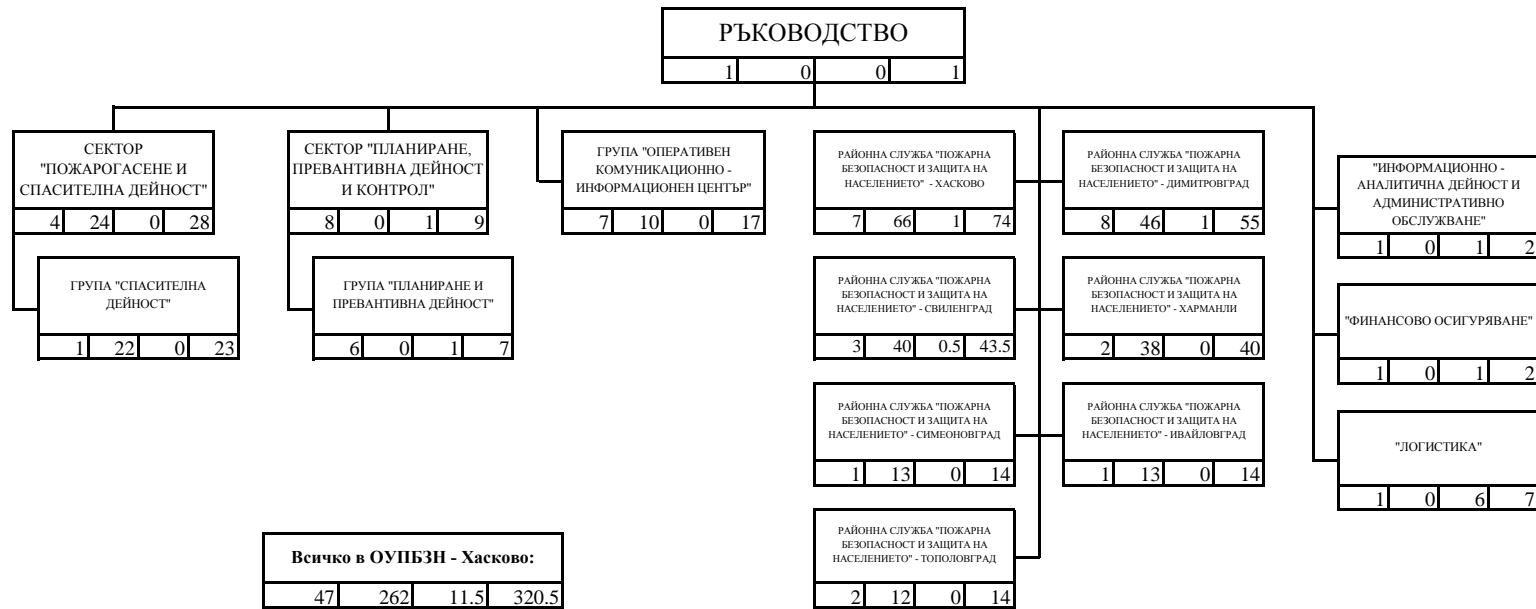 РЪКОВОДСТВО
1 0 0 1
СЕКТОР
"ПОЖАРОГАСЕНЕ И
СПАСИТЕЛНА ДЕЙНОСТ"
4 24 0 28
ГРУПА "СПАСИТЕЛНА
ДЕЙНОСТ"
1 22 0 23
СЕКТОР "ПЛАНИРАНЕ,
ПРЕВАНТИВНА ДЕЙНОСТ
И КОНТРОЛ"
8 0 1 9
ГРУПА "ПЛАНИРАНЕ И
ПРЕВАНТИВНА ДЕЙНОСТ"
6 0 1 7
ГРУПА "ОПЕРАТИВЕН
КОМУНИКАЦИОННО -
ИНФОРМАЦИОНЕН ЦЕНТЪР"
7 10 0 17
РАЙОННА СЛУЖБА "ПОЖАРНА
БЕЗОПАСНОСТ И ЗАЩИТА НА
НАСЕЛЕНИЕТО" - ХАСКОВО
7 66 1 74
РАЙОННА СЛУЖБА "ПОЖАРНА
БЕЗОПАСНОСТ И ЗАЩИТА НА
НАСЕЛЕНИЕТО" - ДИМИТРОВГРАД
8 46 1 55
РАЙОННА СЛУЖБА "ПОЖАРНА
БЕЗОПАСНОСТ И ЗАЩИТА НА
НАСЕЛЕНИЕТО" - СВИЛЕНГРАД
3 40 0.5 43.5
РАЙОННА СЛУЖБА "ПОЖАРНА
БЕЗОПАСНОСТ И ЗАЩИТА НА
НАСЕЛЕНИЕТО" - ХАРМАНЛИ
2 38 0 40
РАЙОННА СЛУЖБА "ПОЖАРНА
БЕЗОПАСНОСТ И ЗАЩИТА НА
НАСЕЛЕНИЕТО" - СИМЕОНОВГРАД
1 13 0 14
РАЙОННА СЛУЖБА "ПОЖАРНА
БЕЗОПАСНОСТ И ЗАЩИТА НА
НАСЕЛЕНИЕТО" - ИВАЙЛОВГРАД
1 13 0 14
РАЙОННА СЛУЖБА "ПОЖАРНА
БЕЗОПАСНОСТ И ЗАЩИТА НА
НАСЕЛЕНИЕТО" - ТОПОЛОВГРАД
2 12 0 14
"ИНФОРМАЦИОННО -
АНАЛИТИЧНА ДЕЙНОСТ И
АДМИНИСТРАТИВНО
ОБСЛУЖВАНЕ"
1 0 1 2
"ФИНАНСОВО ОСИГУРЯВАНЕ"
1 0 1 2
"ЛОГИСТИКА"
1 0 6 7
Всичко в ОУПБЗН - Хасково:
47 262 11.5 320.5